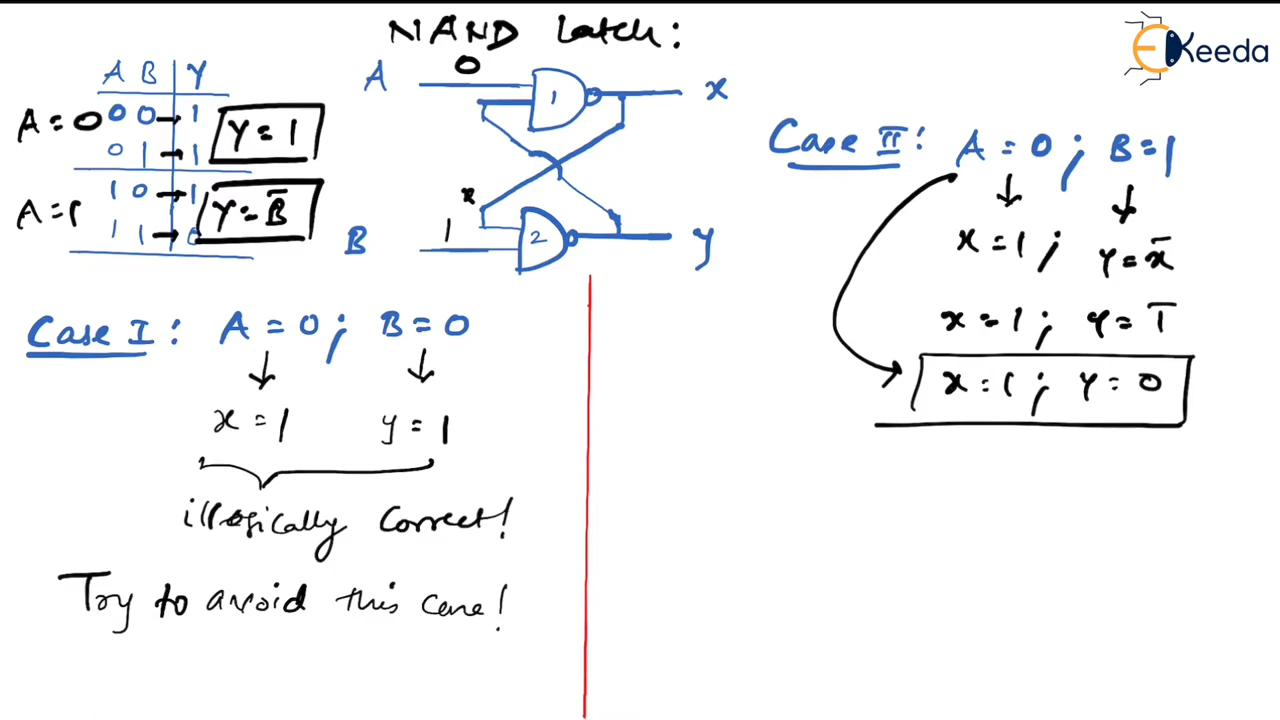 NAND Latch:
EKeeda
A B Y
A=0 0 0 → 1
0 1 → 1
Y = 1
A=1 1 0 → 1
1 1 → 0
Y = B̅
A
0
1
x
x
B
1
2
y
Case I: A = 0; B = 0
↓ ↓
x = 1 y = 1
illogically correct!
Try to avoid this case!
Case II: A = 0; B = 1
↓ ↓
x = 1; Y = x̅
x = 1; Y = 1̅
x = 1; Y = 0